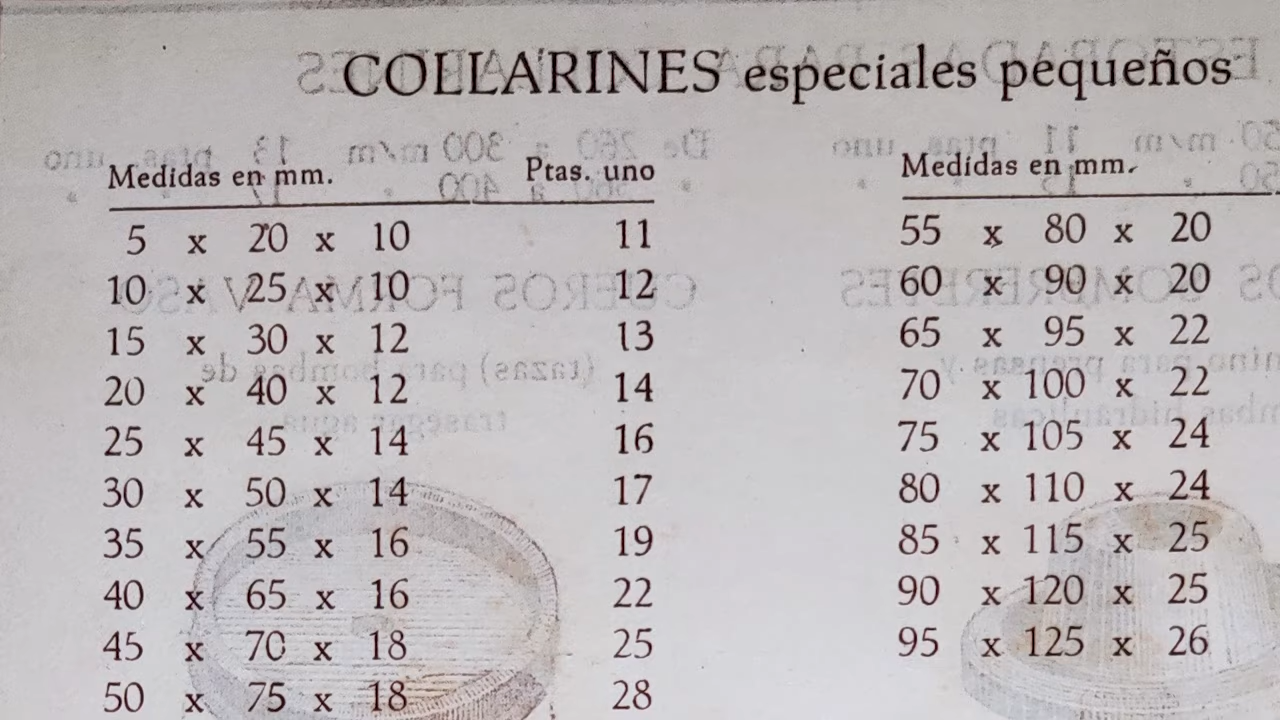 COLLARINES especiales pequeños
Medidas en mm. Ptas. uno
5 x 20 x 10 11
10 x 25 x 10 12
15 x 30 x 12 13
20 x 40 x 12 14
25 x 45 x 14 16
30 x 50 x 14 17
35 x 55 x 16 19
40 x 65 x 16 22
45 x 70 x 18 25
50 x 75 x 18 28
Medidas en mm.
55 x 80 x 20
60 x 90 x 20
65 x 95 x 22
70 x 100 x 22
75 x 105 x 24
80 x 110 x 24
85 x 115 x 25
90 x 120 x 25
95 x 125 x 26